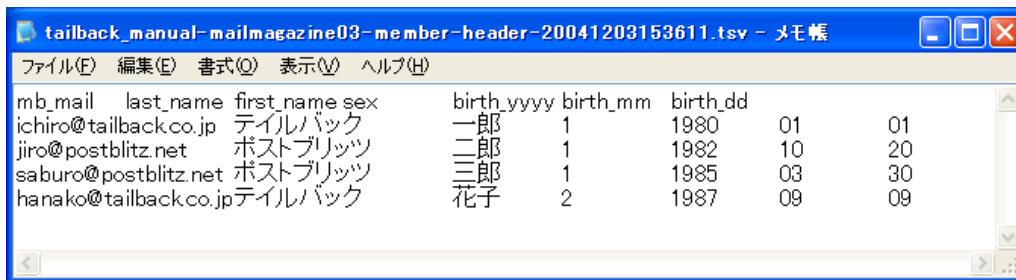 tailback_manual-mailmagazine03-member-header-20041203153611.tsv - メモ帳
ファイル(F) 編集(E) 書式(O) 表示(V) ヘルプ(H)
mb_mail last_name first_name sex birth_yyyy birth_mm birth_dd
ichiro@tailback.co.jp テイルバック 一郎 1 1980 01 01
jiro@postblitz.net ポストブリッツ 二郎 1 1982 10 20
saburo@postblitz.net ポストブリッツ 三郎 1 1985 03 30
hanako@tailback.co.jp テイルバック 花子 2 1987 09 09